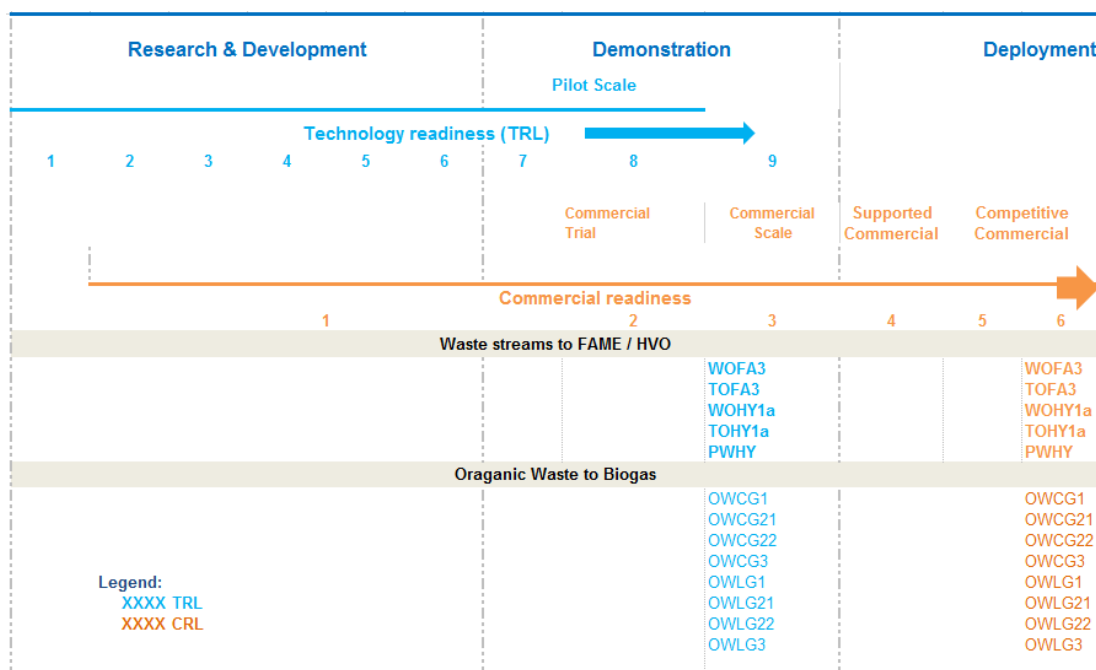 Research & Development Demonstration Deployment
Pilot Scale
Technology readiness (TRL)
1 2 3 4 5 6 7 8 9
Commercial Trial Commercial Scale Supported Commercial Competitive Commercial
Commercial readiness
1 2 3 4 5 6
Waste streams to FAME / HVO
WOFA3 WOFA3
TOFA3 TOFA3
WOHY1a WOHY1a
TOHY1a TOHY1a
PWHY PWHY
Oraganic Waste to Biogas
OWCG1 OWCG1
OWCG21 OWCG21
OWCG22 OWCG22
OWCG3 OWCG3
Legend: OWLG1 OWLG1
XXXX TRL OWLG21 OWLG21
XXXX CRL OWLG22 OWLG22
OWLG3 OWLG3